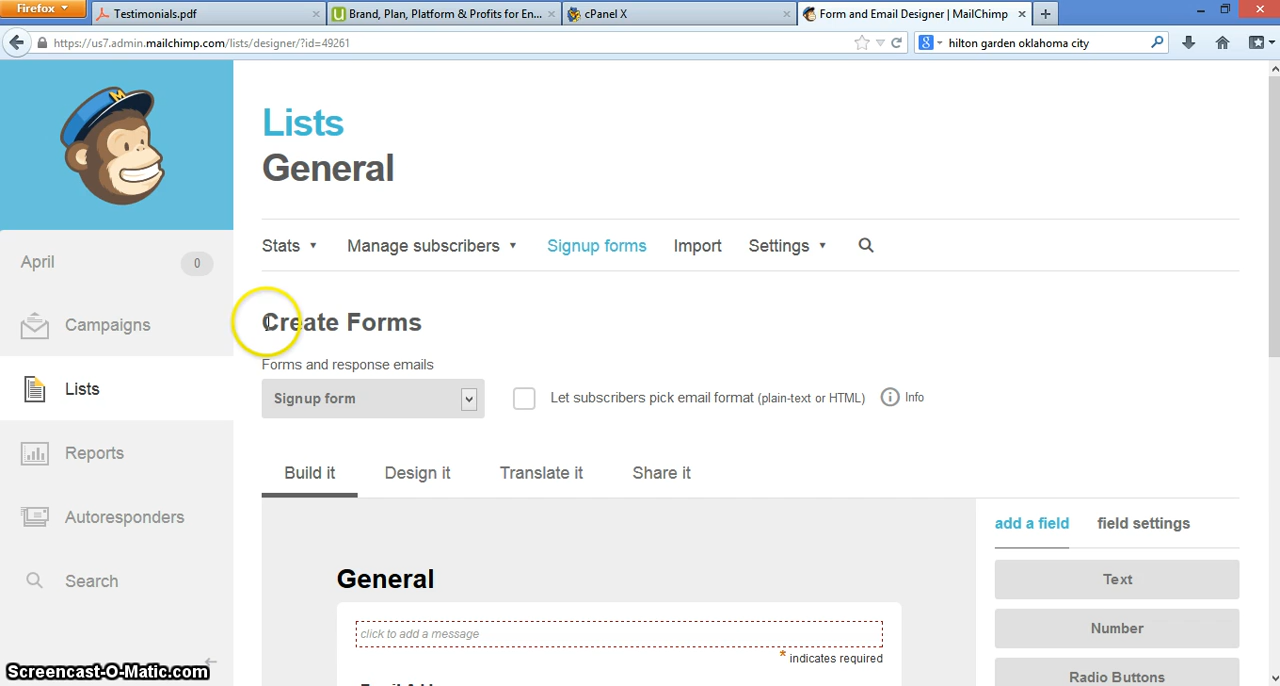 Firefox
Testimonials.pdf
Brand, Plan, Platform & Profits for En...
cPanel X
Form and Email Designer | MailChimp
https://us7.admin.mailchimp.com/lists/designer/?id=49261
hilton garden oklahoma city
M
Lists
General
Stats
Manage subscribers
Signup forms
Import
Settings
April
0
Campaigns
Lists
Reports
Autoresponders
Search
Create Forms
Forms and response emails
Signup form
Let subscribers pick email format (plain-text or HTML)
Info
Build it
Design it
Translate it
Share it
General
click to add a message
* indicates required
add a field
field settings
Text
Number
Radio Buttons
Screencast-O-Matic.com